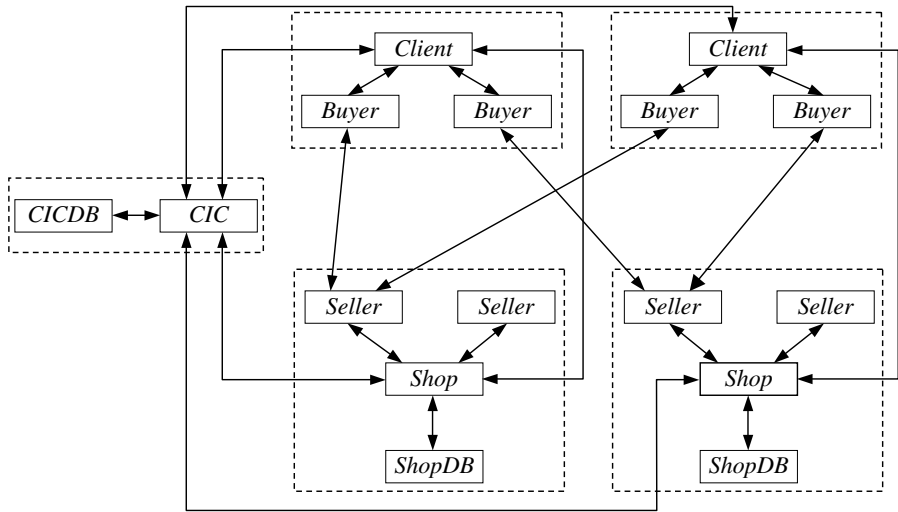 Client
Client
Buyer
Buyer
Buyer
Buyer
CICDB
CIC
Seller
Seller
Seller
Seller
Shop
Shop
ShopDB
ShopDB